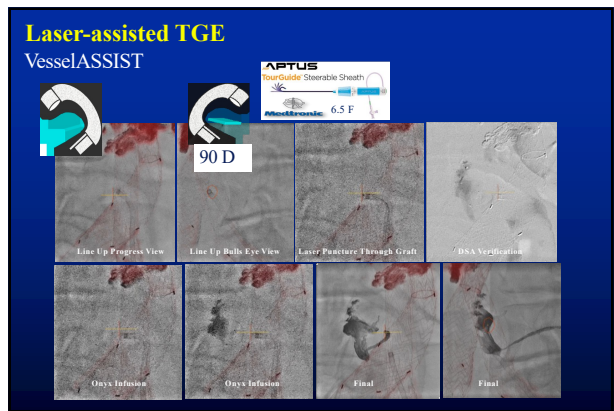 Laser-assisted TGE
VesselASSIST
APTUS
TourGuide™ Steerable Sheath
Medtronic
6.5 F
90 D
Line Up Progress View
Line Up Bulls Eye View
Laser Puncture Through Graft
DSA Verification
Onyx Infusion
Onyx Infusion
Final
Final